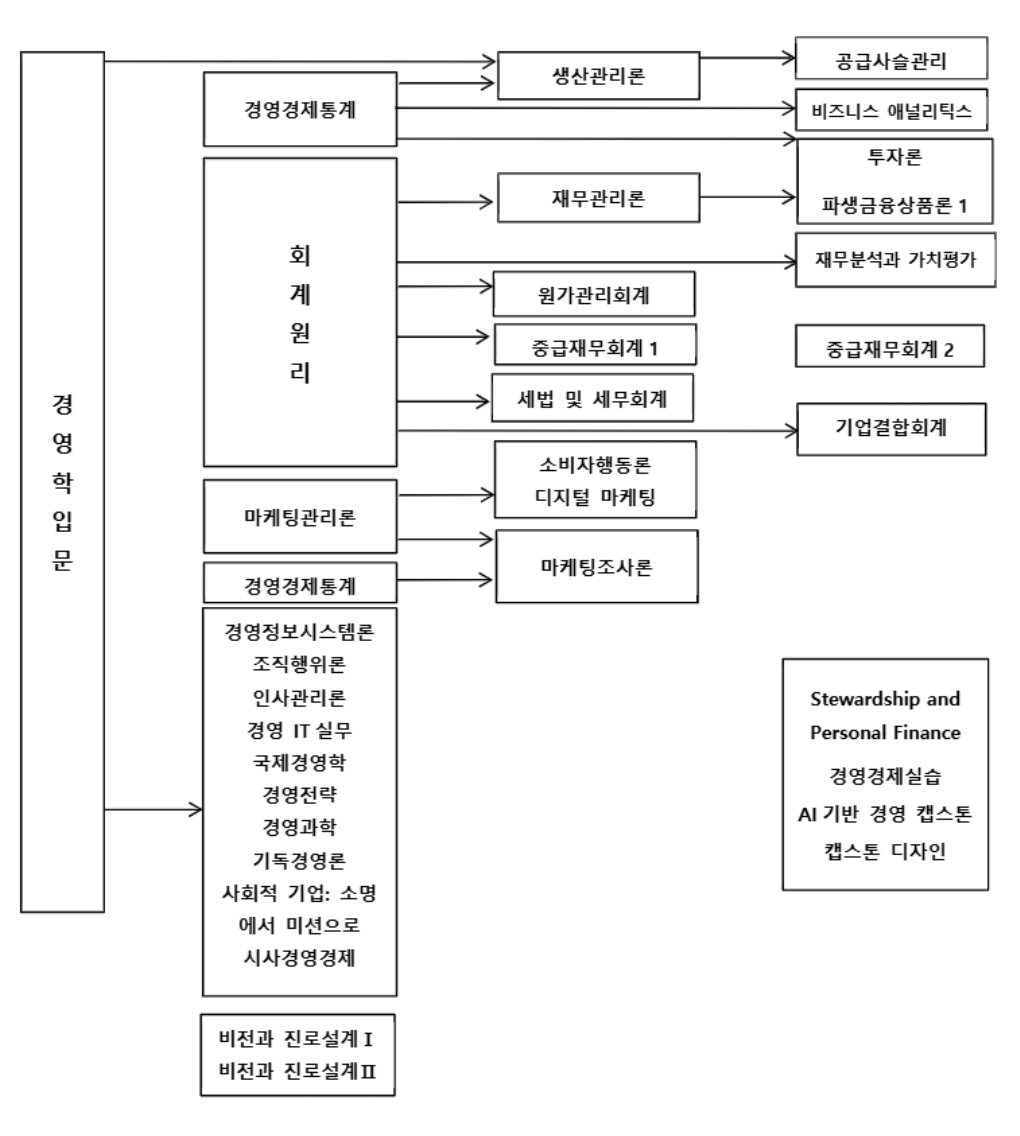 경
영
학
입
문
경영경제통계
회
계
원
리
마케팅관리론
경영경제통계
경영정보시스템론
조직행위론
인사관리론
경영 IT 실무
국제경영학
경영전략
경영과학
기독경영론
사회적 기업: 소명
에서 미션으로
시사경영경제
비전과 진로설계 I
비전과 진로설계 II
생산관리론
재무관리론
원가관리회계
중급재무회계 1
세법 및 세무회계
소비자행동론
디지털 마케팅
마케팅조사론
공급사슬관리
비즈니스 애널리틱스
투자론
파생금융상품론 1
재무분석과 가치평가
중급재무회계 2
기업결합회계
Stewardship and
Personal Finance
경영경제실습
AI 기반 경영 캡스톤
캡스톤 디자인